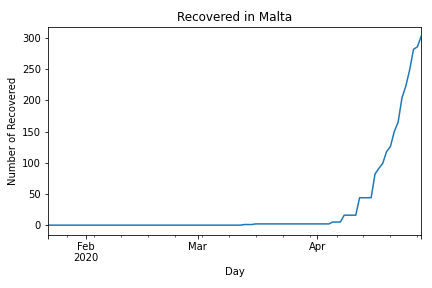 Recovered in Malta
Number of Recovered
300
250
200
150
100
50
0
Feb
2020
Mar
Apr
Day